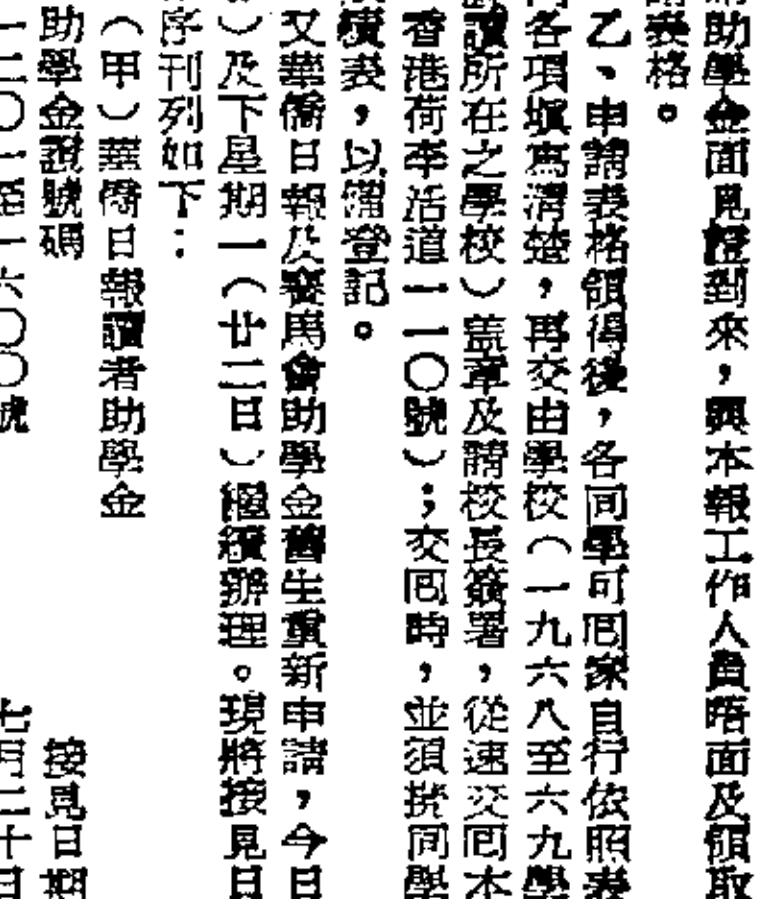 助學金面見證到來，與本報工作人員晤面及領取
表格。
乙、申請表格領得後，各同學可囘家自行依照表
各項塡寫清楚，再交由學校（一九六八至六九學
讀所在之學校）蓋章及請校長簽署，從速交囘本
香港荷李活道一一〇號）；交囘時，並須携同學
績表，以備登記。
又華僑日報及賽馬會助學金舊生重新申請，今日
）及下星期一（廿二日）繼續辦理。現將接見日
序刊列如下：
（甲）華僑日報讀者助學金
助學金證號碼 接見日期
一二〇一至一六〇〇號 七月二十日